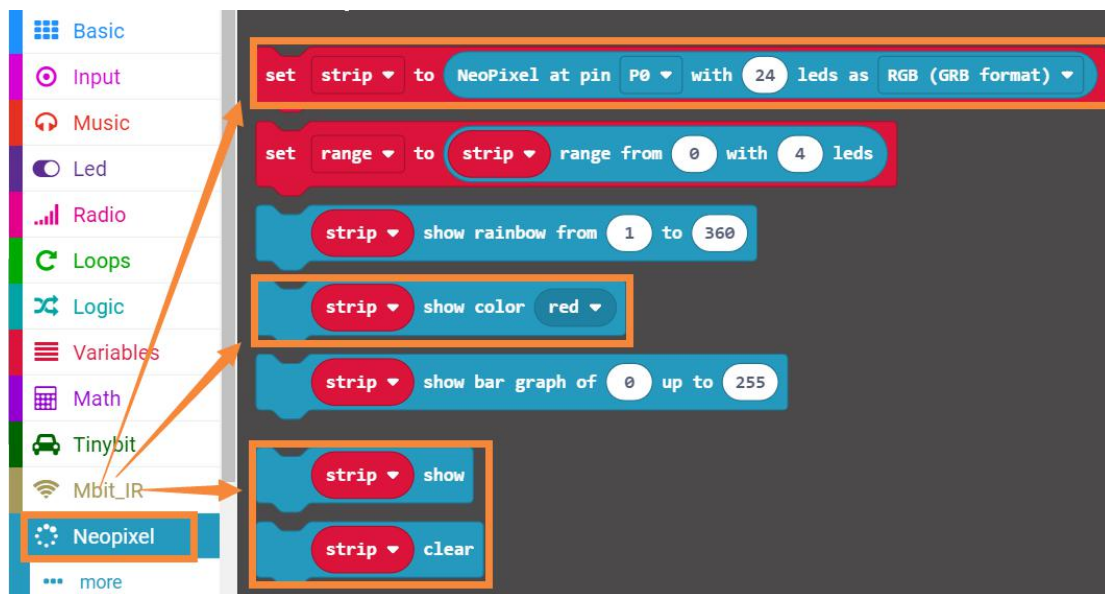 Basic
Input
Music
Led
Radio
Loops
Logic
Variables
Math
Tinybit
Mbit_IR
Neopixel
more
set strip to NeoPixel at pin P0 with 24 leds as RGB (GRB format)
set range to strip range from 0 with 4 leds
strip show rainbow from 1 to 360
strip show color red
strip show bar graph of 0 up to 255
strip show
strip clear